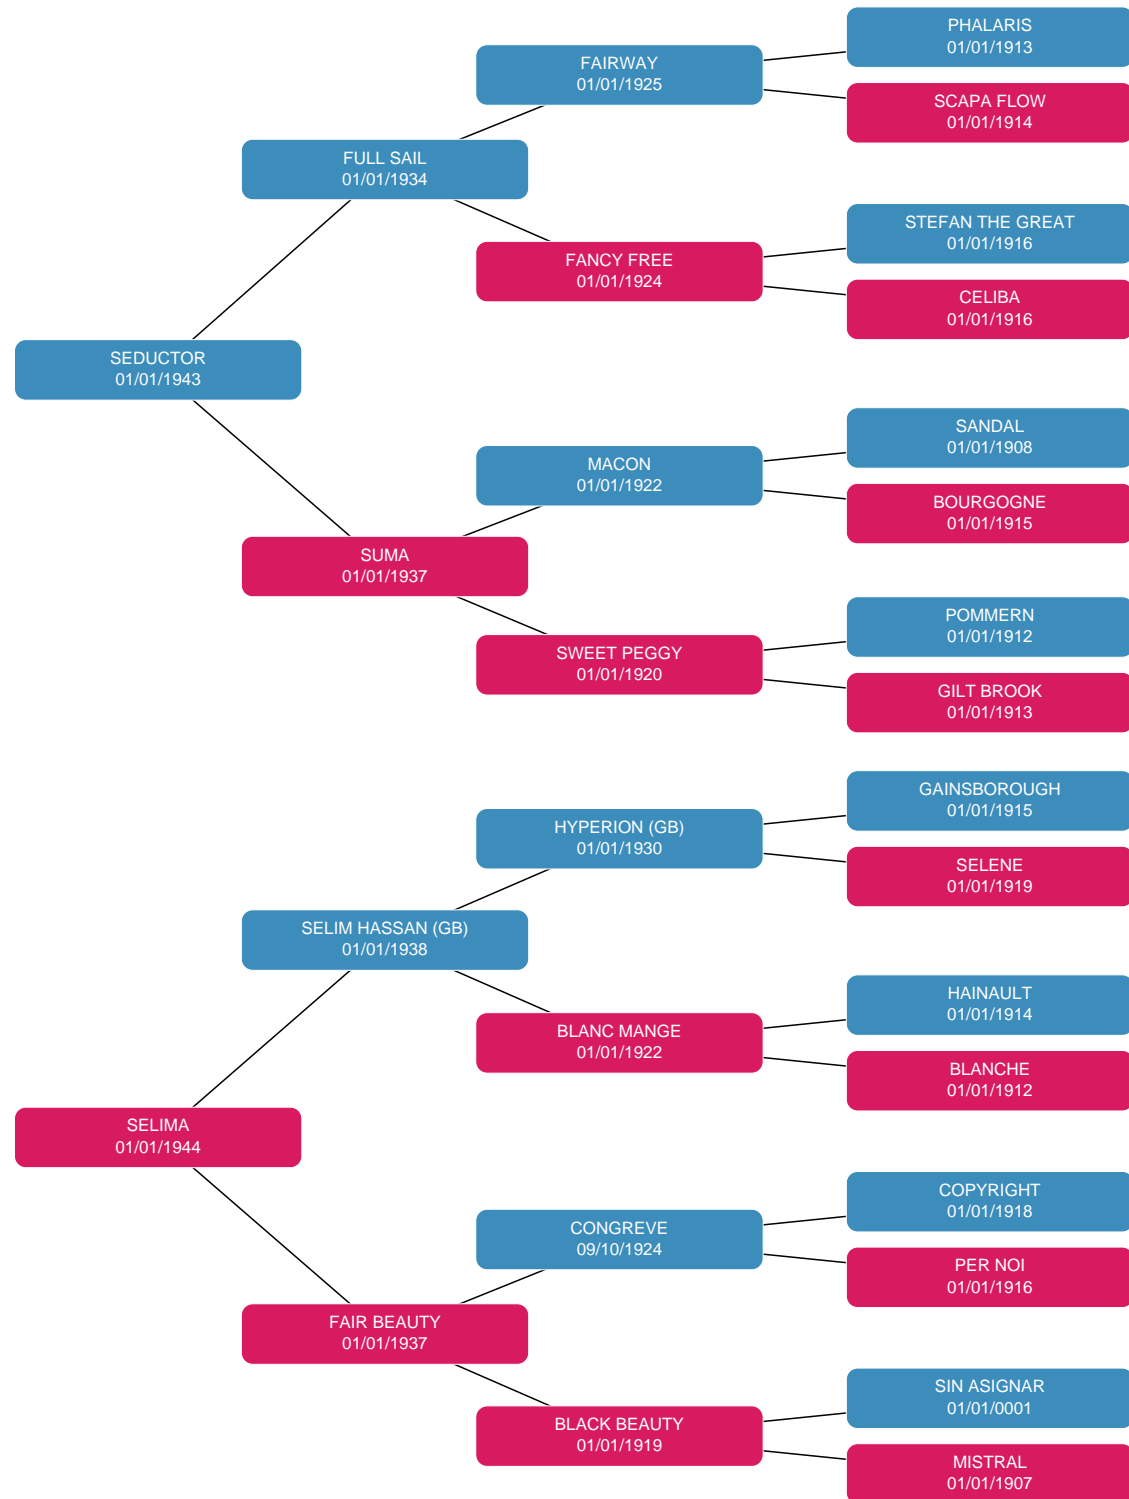 PHALARIS
01/01/1913
FAIRWAY
01/01/1925
SCAPA FLOW
01/01/1914
FULL SAIL
01/01/1934
STEFAN THE GREAT
01/01/1916
FANCY FREE
01/01/1924
CELIBA
01/01/1916
SEDUCTOR
01/01/1943
SANDAL
01/01/1908
MACON
01/01/1922
BOURGOGNE
01/01/1915
SUMA
01/01/1937
POMMERN
01/01/1912
SWEET PEGGY
01/01/1920
GILT BROOK
01/01/1913
GAINSBOROUGH
01/01/1915
HYPERION (GB)
01/01/1930
SELENE
01/01/1919
SELIM HASSAN (GB)
01/01/1938
HAINAULT
01/01/1914
BLANC MANGE
01/01/1922
BLANCHE
01/01/1912
SELIMA
01/01/1944
COPYRIGHT
01/01/1918
CONGREVE
09/10/1924
PER NOI
01/01/1916
FAIR BEAUTY
01/01/1937
SIN ASIGNAR
01/01/0001
BLACK BEAUTY
01/01/1919
MISTRAL
01/01/1907